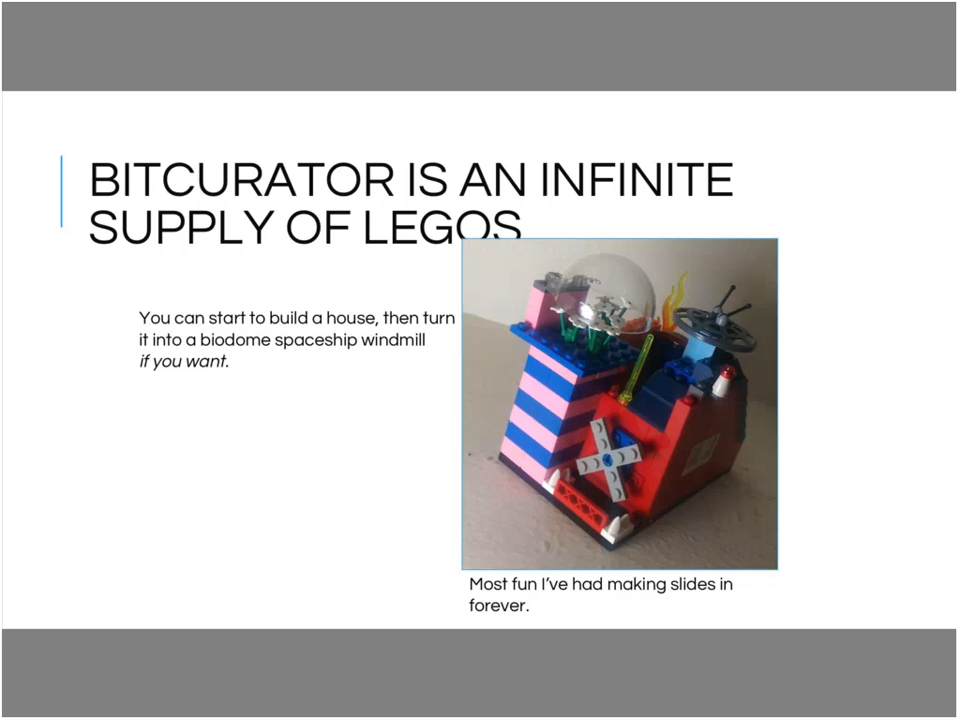 BITCURATOR IS AN INFINITE
SUPPLY OF LEGOS
You can start to build a house, then turn
it into a biodome spaceship windmill
if you want.
Most fun I've had making slides in
forever.